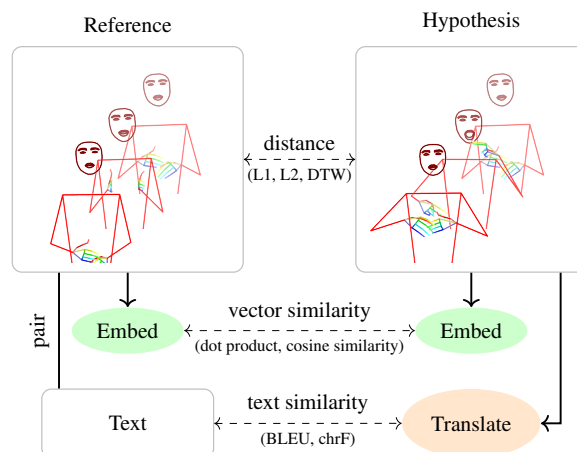 Reference
Hypothesis
distance
(L1, L2, DTW)
vector similarity
Embed
Embed
(dot product, cosine similarity)
pair
text similarity
Text
Translate
(BLEU, chrF)